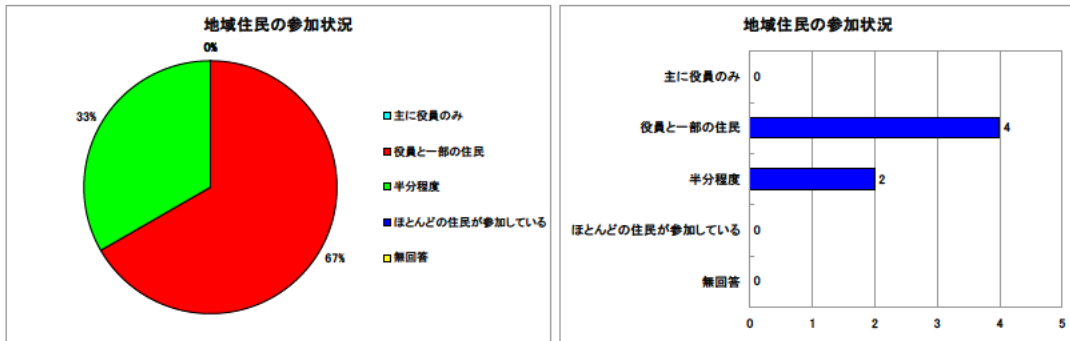 地域住民の参加状況
0%
33%
67%
主に役員のみ
役員と一部の住民
半分程度
ほとんどの住民が参加している
無回答
地域住民の参加状況
主に役員のみ 0
役員と一部の住民 4
半分程度 2
ほとんどの住民が参加している 0
無回答 0
0 1 2 3 4 5